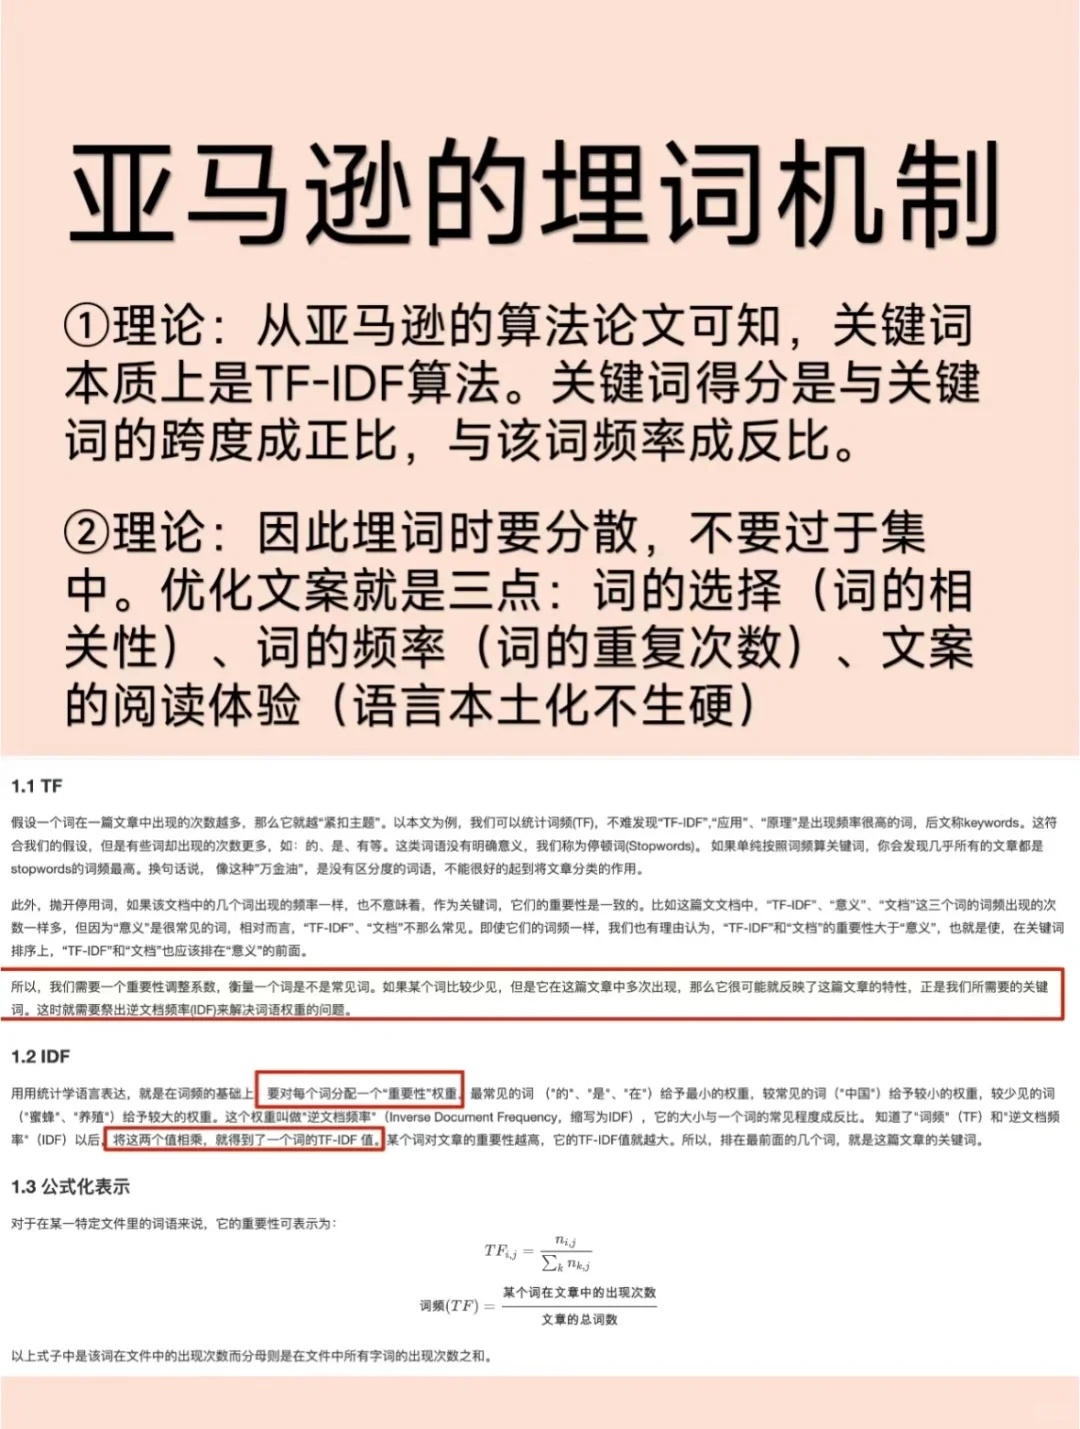 亚马逊的埋词机制
①理论：从亚马逊的算法论文可知，关键词
本质上是TF-IDF算法。关键词得分是与关键
词的跨度成正比，与该词频率成反比。
②理论：因此埋词时要分散，不要过于集
中。优化文案就是三点：词的选择（词的相
关性）、词的频率（词的重复次数）、文案
的阅读体验（语言本土化不生硬）
1.1 TF
假设一个词在一篇文章中出现的次数越多，那么它就越“紧扣主题”。以本文为例，我们可以统计词频(TF)，不难发现“TF-IDF”,“应用”、“原理”是出现频率很高的词，后文称keywords。这符
合我们的假设，但是有些词却出现的次数更多，如：的、是、有等。这类词语没有明确意义，我们称为停顿词(Stopwords)。 如果单纯按照词频算关键词，你会发现几乎所有的文章都是
stopwords的词频最高。换句话说， 像这种"万金油"，是没有区分度的词语，不能很好的起到将文章分类的作用。
此外，抛开停用词，如果该文档中的几个词出现的频率一样，也不意味着，作为关键词，它们的重要性是一致的。比如这篇文文档中，“TF-IDF”、“意义”、“文档”这三个词的词频出现的次
数一样多，但因为“意义”是很常见的词，相对而言，“TF-IDF”、“文档”不那么常见。即使它们的词频一样，我们也有理由认为，“TF-IDF”和“文档”的重要性大于“意义”，也就是使，在关键词
排序上，“TF-IDF”和“文档”也应该排在“意义”的前面。
所以，我们需要一个重要性调整系数，衡量一个词是不是常见词。如果某个词比较少见，但是它在这篇文章中多次出现，那么它很可能就反映了这篇文章的特性，正是我们所需要的关键
词。这时就需要祭出逆文档频率(IDF)来解决词语权重的问题。
1.2 IDF
用用统计学语言表达，就是在词频的基础上，要对每个词分配一个“重要性”权重。最常见的词 （"的"、"是"、"在"）给予最小的权重，较常见的词（"中国"）给予较小的权重，较少见的词
（"蜜蜂"、"养殖"）给予较大的权重。这个权重叫做"逆文档频率"（Inverse Document Frequency，缩写为IDF），它的大小与一个词的常见程度成反比。 知道了"词频"（TF）和"逆文档频
率"（IDF）以后，将这两个值相乘，就得到了一个词的TF-IDF 值。某个词对文章的重要性越高，它的TF-IDF值就越大。所以，排在最前面的几个词，就是这篇文章的关键词。
1.3 公式化表示
对于在某一特定文件里的词语来说，它的重要性可表示为：
TF_{i,j} = n_{i,j} / ∑_k n_{k,j}
词频(TF) = 某个词在文章中的出现次数 / 文章的总词数
以上式子中是该词在文件中的出现次数而分母则是在文件中所有字词的出现次数之和。